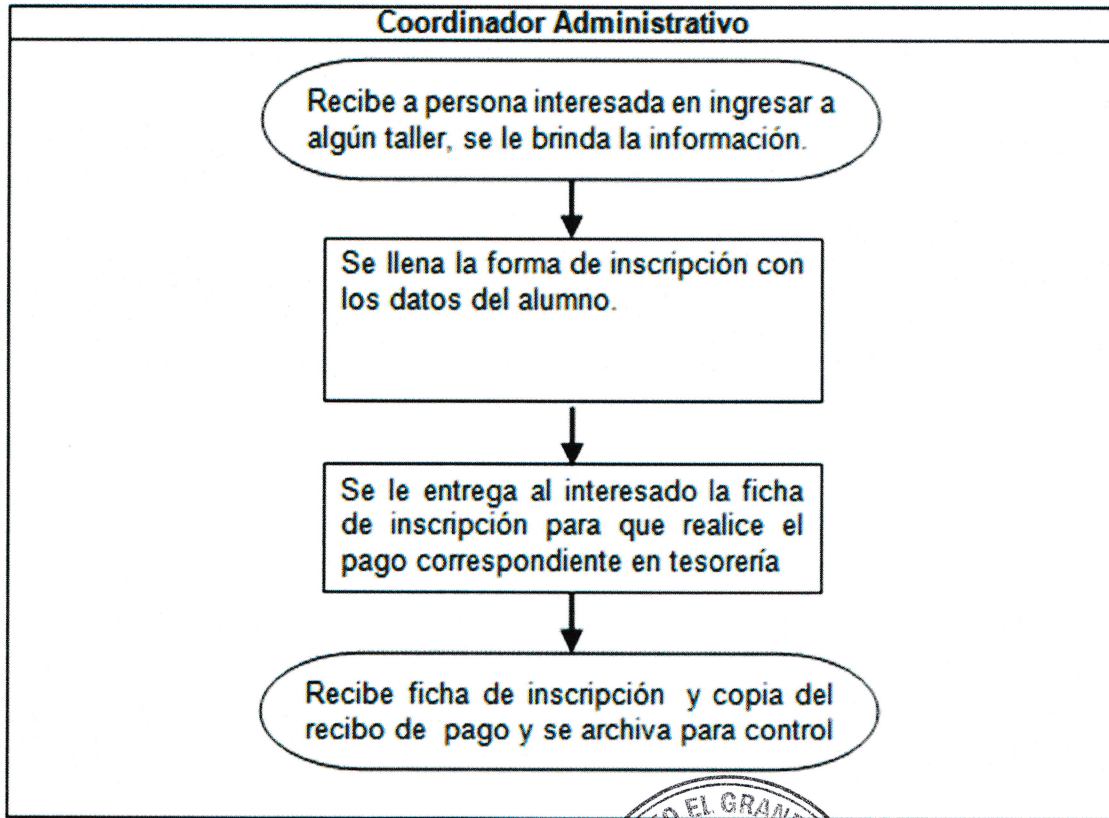 Coordinador Administrativo
Recibe a persona interesada en ingresar a
algún taller, se le brinda la información.
Se llena la forma de inscripción con
los datos del alumno.
Se le entrega al interesado la ficha
de inscripción para que realice el
pago correspondiente en tesorería
Recibe ficha de inscripción y copia del
recibo de pago y se archiva para control
EL GRAN